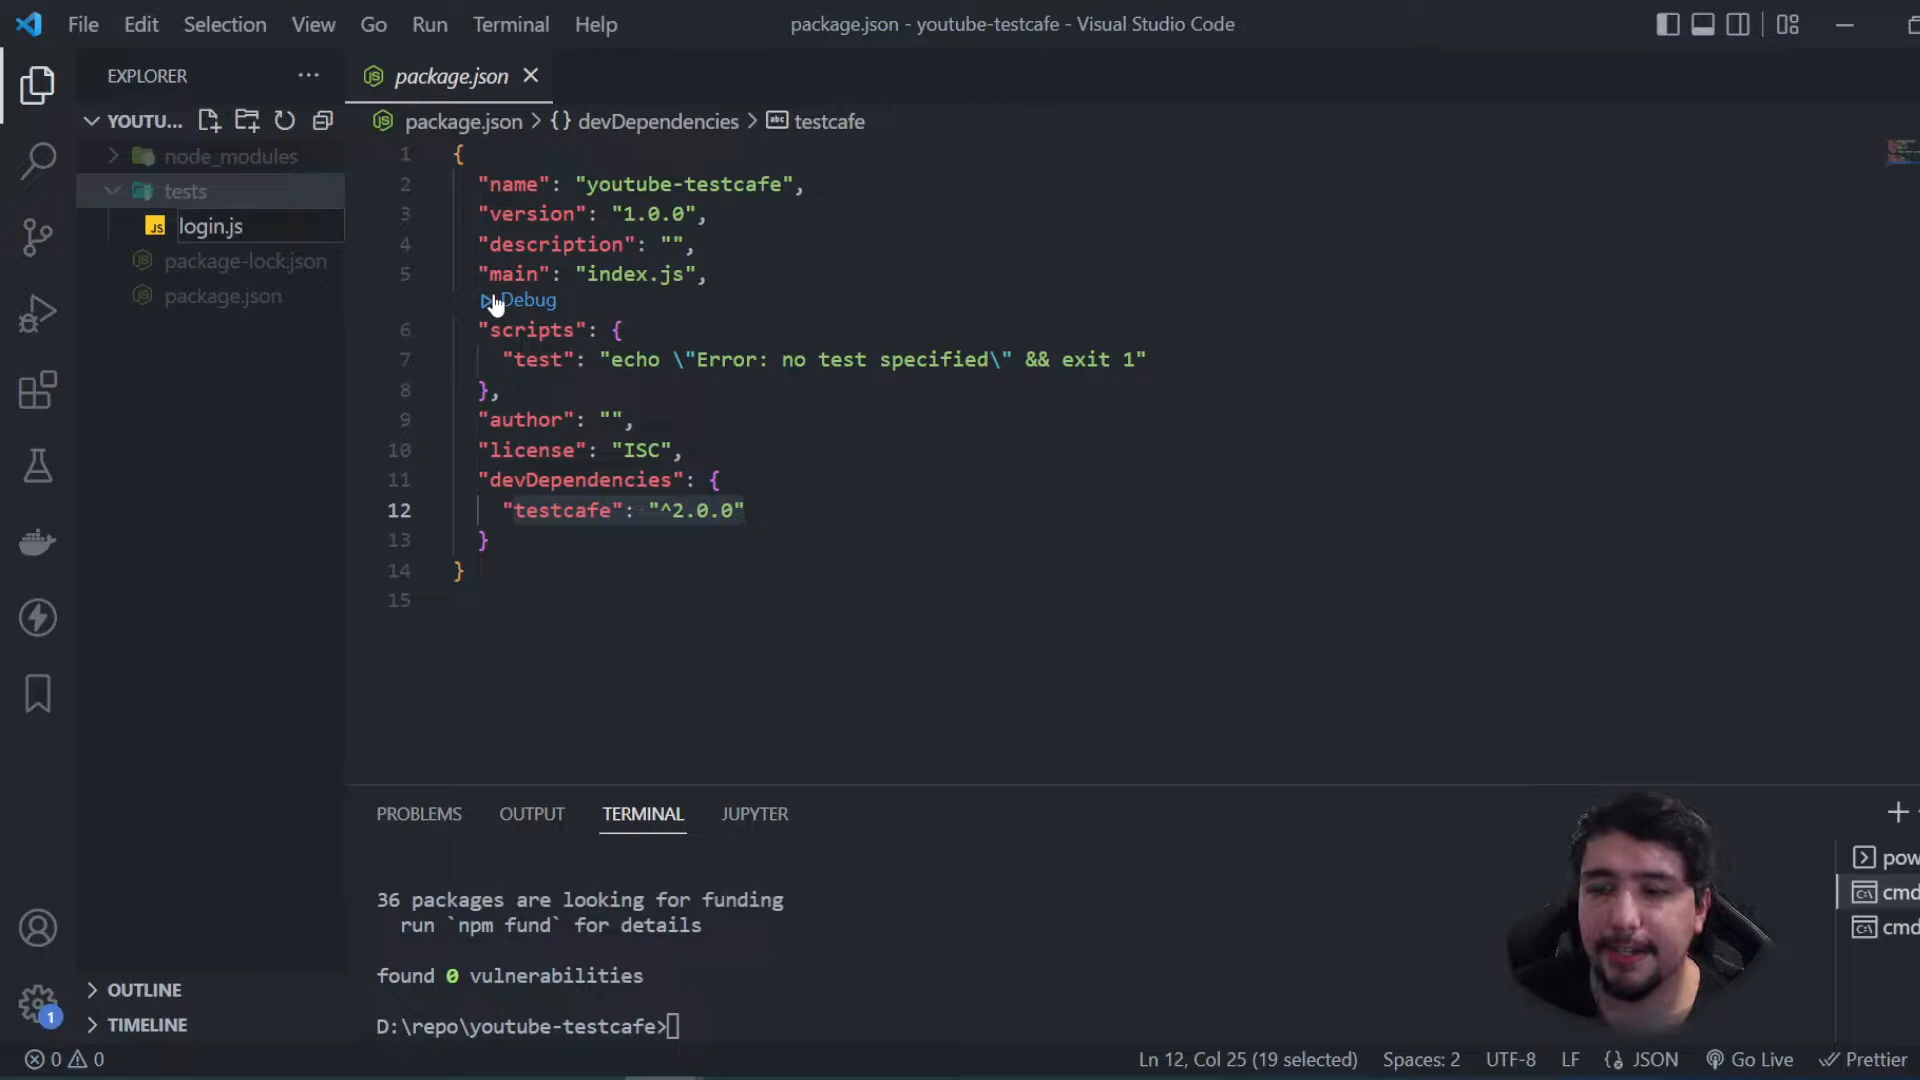 File Edit Selection View Go Run Terminal Help
package.json - youtube-testcafe - Visual Studio Code
EXPLORER
YOUTU...
node_modules
tests
login.js
package-lock.json
package.json
OUTLINE
TIMELINE
package.json
package.json > {} devDependencies > abc testcafe
1 {
2 "name": "youtube-testcafe",
3 "version": "1.0.0",
4 "description": "",
5 "main": "index.js",
Debug
6 "scripts": {
7 "test": "echo \"Error: no test specified\" && exit 1"
8 },
9 "author": "",
10 "license": "ISC",
11 "devDependencies": {
12 "testcafe": "^2.0.0"
13 }
14 }
15
PROBLEMS OUTPUT TERMINAL JUPYTER
36 packages are looking for funding
run `npm fund` for details
found 0 vulnerabilities
D:\repo\youtube-testcafe>
pow
cmd
cmd
1
0 0
Ln 12, Col 25 (19 selected) Spaces: 2 UTF-8 LF {} JSON Go Live Prettier